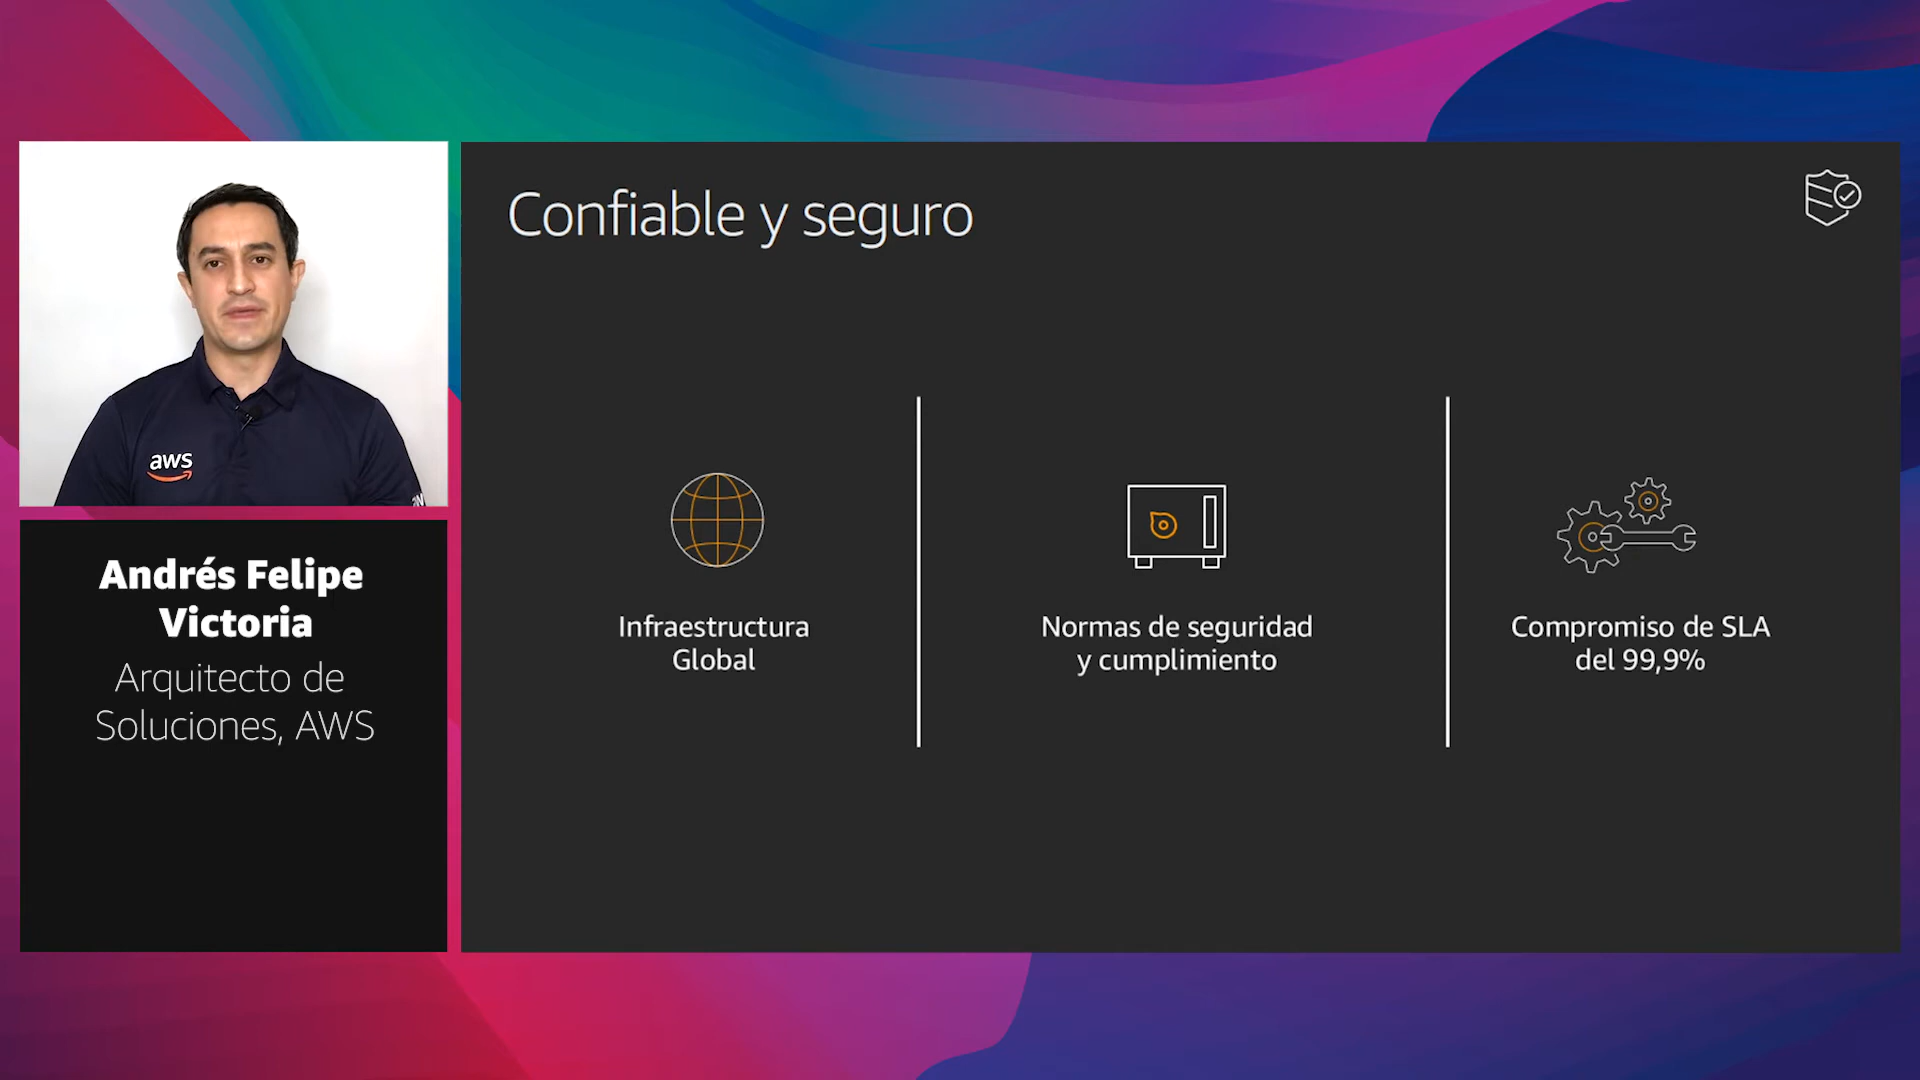 Confiable y seguro
aws
Andrés Felipe
Victoria
Arquitecto de
Soluciones, AWS
Infraestructura
Global
Normas de seguridad
y cumplimiento
Compromiso de SLA
del 99,9%